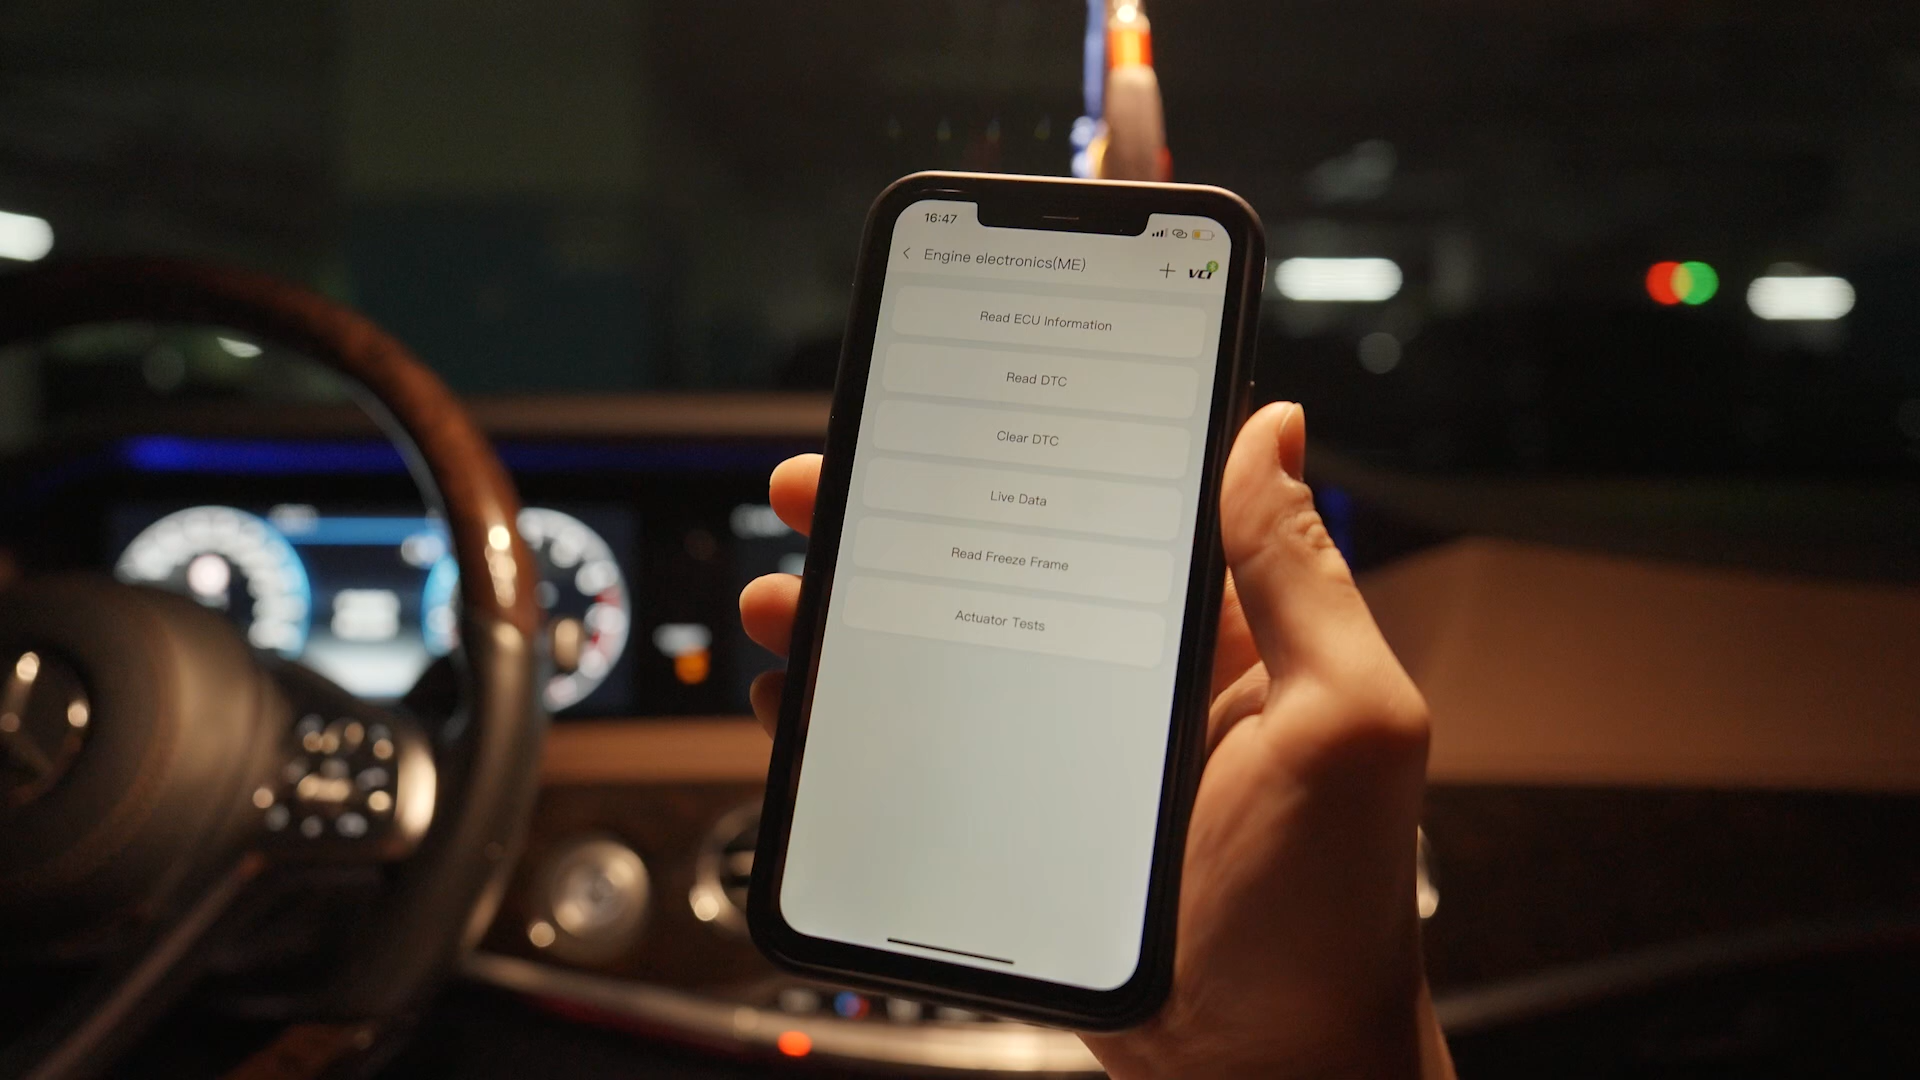 16:47
Engine electronics(ME)
VCI
Read ECU Information
Read DTC
Clear DTC
Live Data
Read Freeze Frame
Actuator Tests